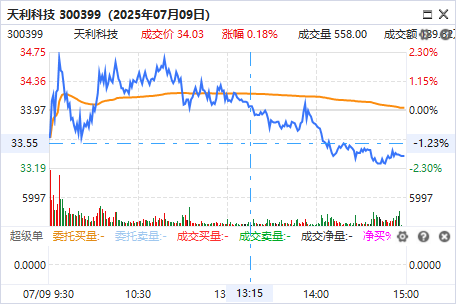 天利科技 300399（2025年07月09日）
300399 天利科技 成交价 34.03 涨幅 0.18% 成交量 558.00 成交额
34.75 2.30%
34.36 1.15%
33.97 0.00%
33.55 -1.23%
33.19 -2.30%
5997 5997
超级单 委托买量:- 委托卖量:- 成交买量:- 成交卖量:- 成交净量:- 净买%
0.0000 0.0000
07/09 9:30 10:30 13:15 14:00 15:00